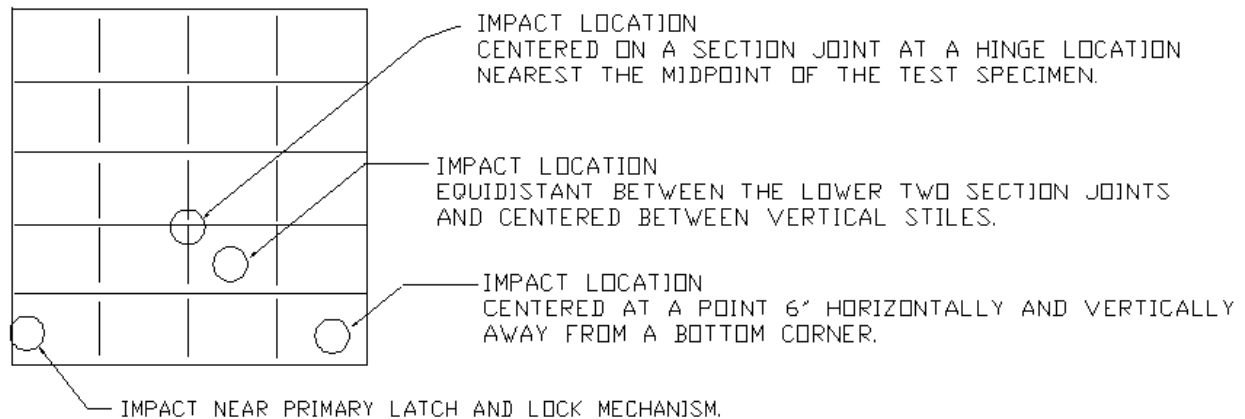 IMPACT LOCATION
CENTERED ON A SECTION JOINT AT A HINGE LOCATION
NEAREST THE MIDPOINT OF THE TEST SPECIMEN.
IMPACT LOCATION
EQUIDISTANT BETWEEN THE LOWER TWO SECTION JOINTS
AND CENTERED BETWEEN VERTICAL STILES.
IMPACT LOCATION
CENTERED AT A POINT 6" HORIZONTALLY AND VERTICALLY
AWAY FROM A BOTTOM CORNER.
IMPACT NEAR PRIMARY LATCH AND LOCK MECHANISM.